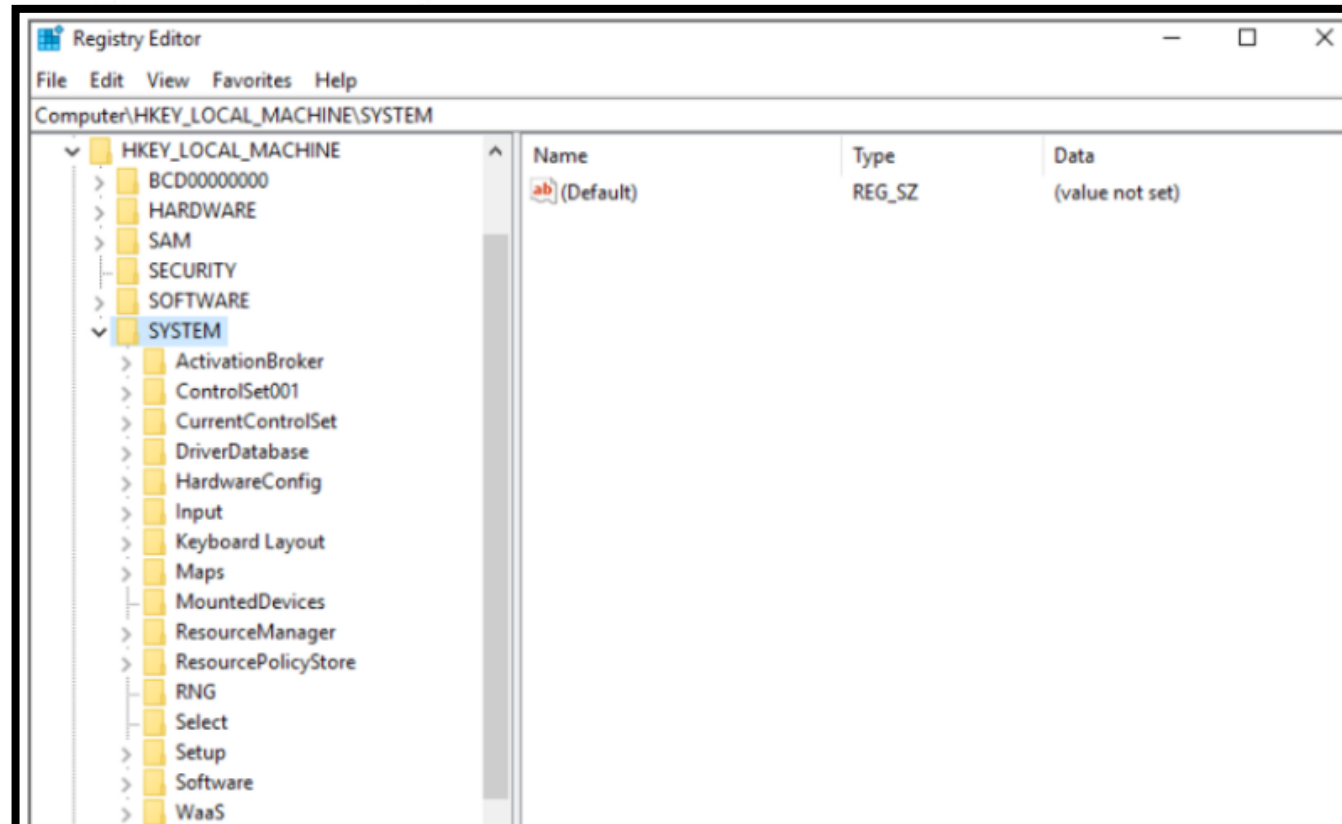 Registry Editor
File Edit View Favorites Help
Computer\HKEY_LOCAL_MACHINE\SYSTEM
HKEY_LOCAL_MACHINE
BCD00000000
HARDWARE
SAM
SECURITY
SOFTWARE
SYSTEM
ActivationBroker
ControlSet001
CurrentControlSet
DriverDatabase
HardwareConfig
Input
Keyboard Layout
Maps
MountedDevices
ResourceManager
ResourcePolicyStore
RNG
Select
Setup
Software
WaaS
Name Type Data
ab (Default) REG_SZ (value not set)